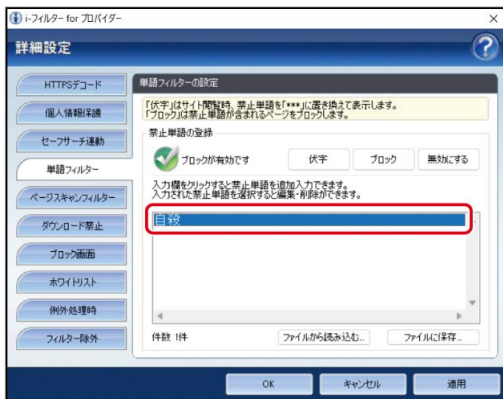 i-フィルター for プロバイダー
詳細設定
HTTPSデコード
個人情報保護
セーフサーチ連動
単語フィルター
ページスキャンフィルター
ダウンロード禁止
ブロック画面
ホワイトリスト
例外処理時
フィルター除外
単語フィルターの設定
「伏字」はサイト閲覧時、禁止単語を「***」に置き換えて表示します。
「ブロック」は禁止単語が含まれるページをブロックします。
禁止単語の登録
ブロックが有効です
伏字
ブロック
無効にする
入力欄をクリックすると禁止単語を追加入力できます。
入力された禁止単語を選択すると編集・削除ができます。
自殺
件数 1件
ファイルから読み込む...
ファイルに保存...
OK
キャンセル
適用